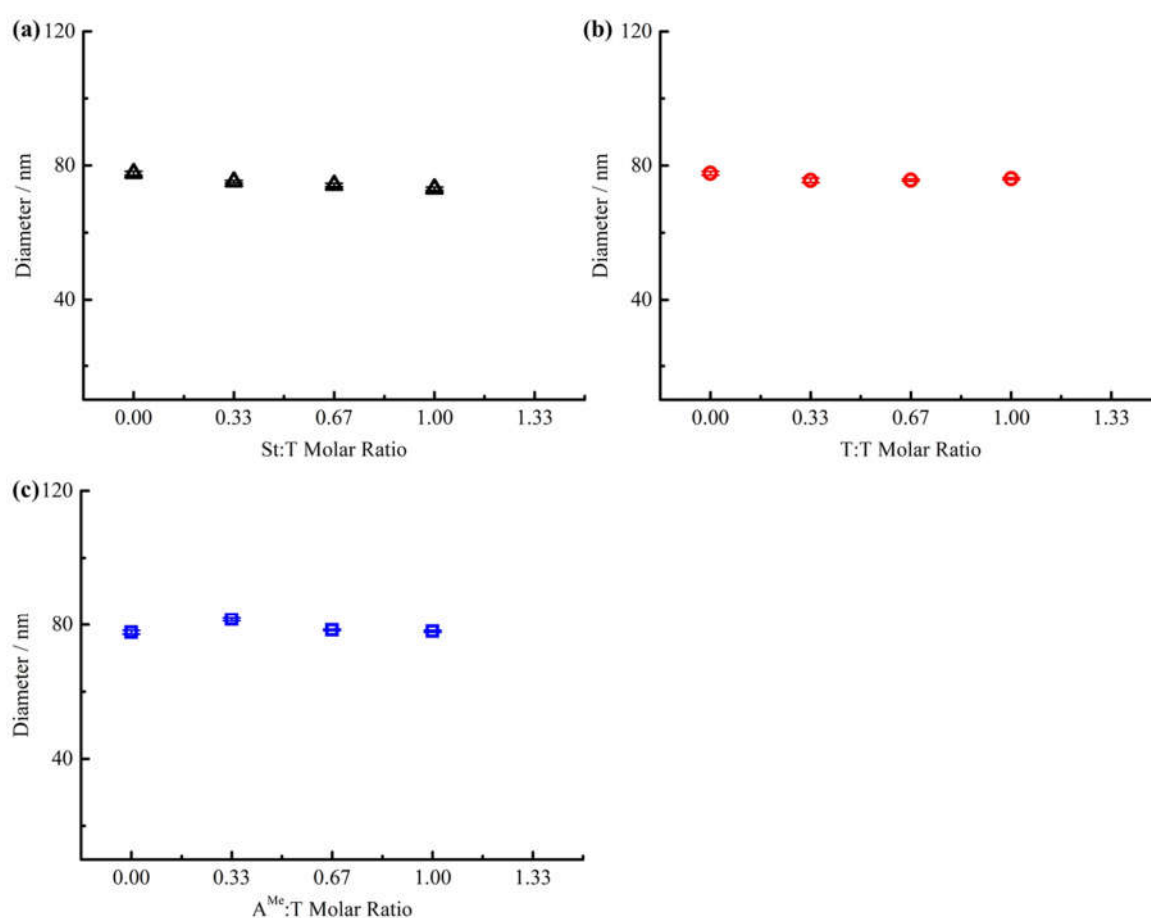 (a)
120
80
40
Diameter / nm
0.00 0.33 0.67 1.00 1.33
St:T Molar Ratio
(b)
120
80
40
Diameter / nm
0.00 0.33 0.67 1.00 1.33
T:T Molar Ratio
(c)
120
80
40
Diameter / nm
0.00 0.33 0.67 1.00 1.33
A^Me:T Molar Ratio